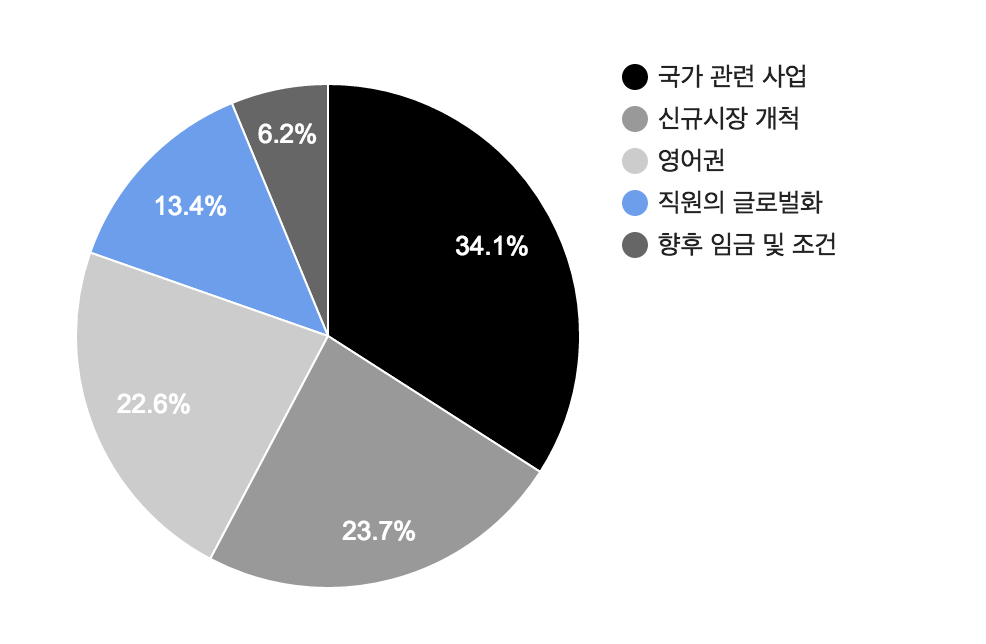 국가 관련 사업
신규시장 개척
영어권
직원의 글로벌화
향후 임금 및 조건
6.2%
13.4%
34.1%
22.6%
23.7%